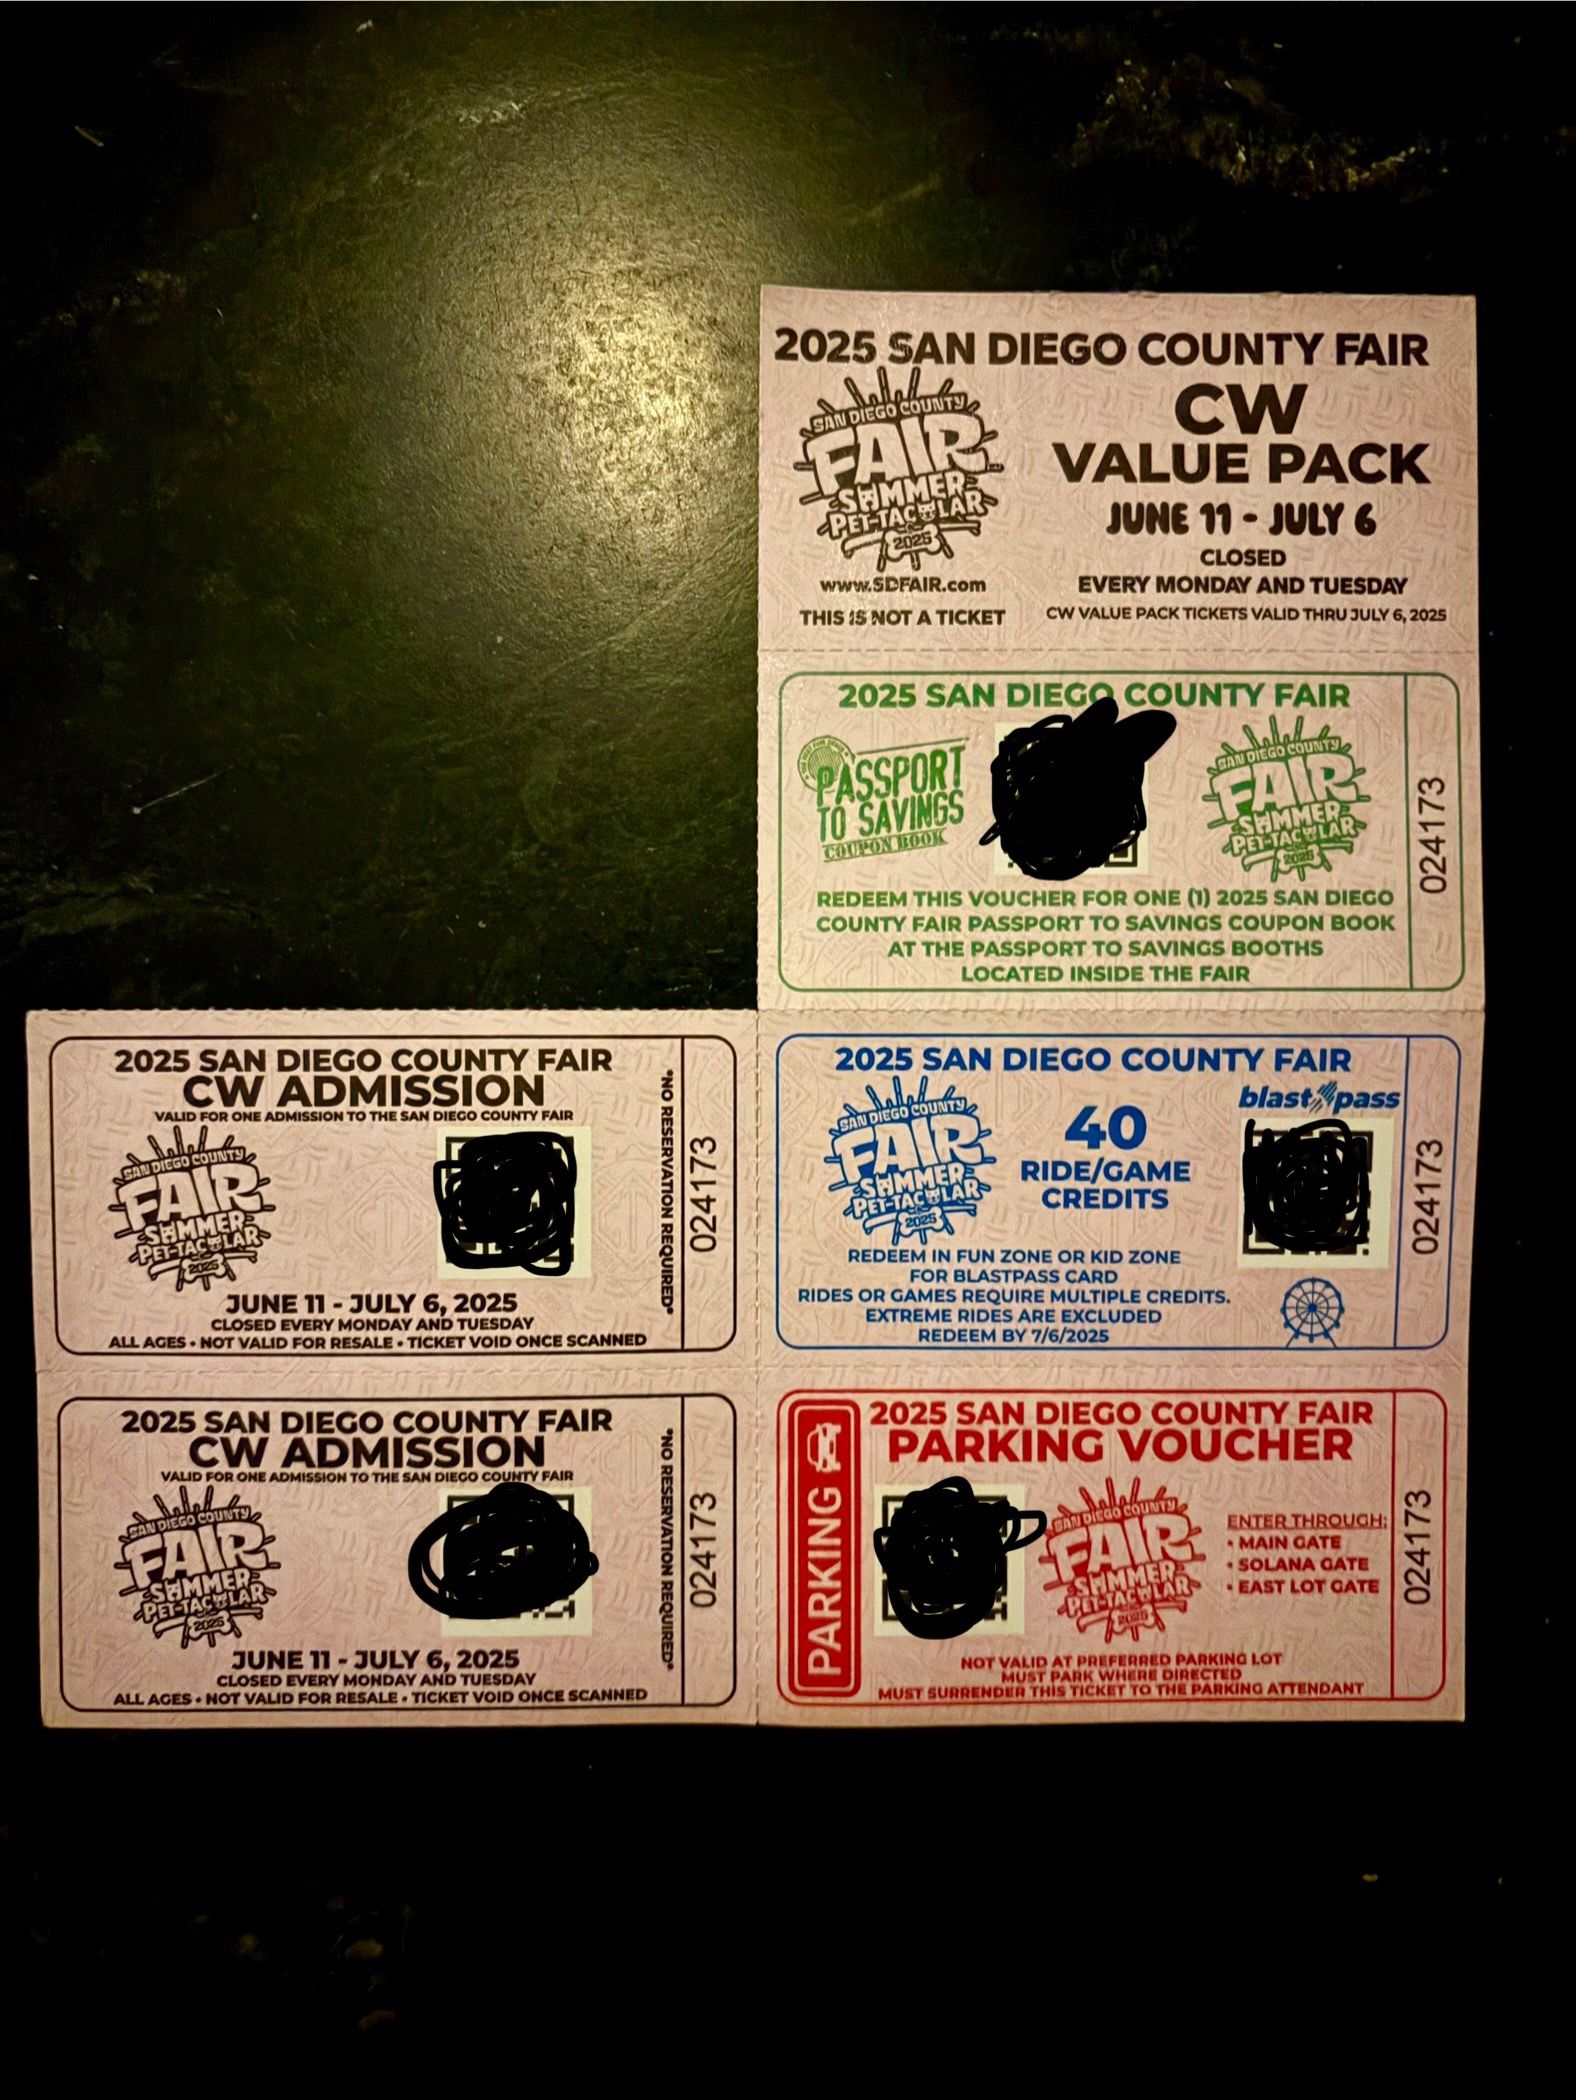 2025 SAN DIEGO COUNTY FAIR
SAN DIEGO COUNTY
FAIR
SUMMER
PET-TACULAR
2025
www.SDFAIR.com
THIS IS NOT A TICKET
CW
VALUE PACK
JUNE 11 - JULY 6
CLOSED
EVERY MONDAY AND TUESDAY
CW VALUE PACK TICKETS VALID THRU JULY 6, 2025
2025 SAN DIEGO COUNTY FAIR
PASSPORT
TO SAVINGS
COUPON BOOK
SAN DIEGO COUNTY
FAIR
SUMMER
PET-TACULAR
2025
REDEEM THIS VOUCHER FOR ONE (1) 2025 SAN DIEGO
COUNTY FAIR PASSPORT TO SAVINGS COUPON BOOK
AT THE PASSPORT TO SAVINGS BOOTHS
LOCATED INSIDE THE FAIR
024173
2025 SAN DIEGO COUNTY FAIR
CW ADMISSION
VALID FOR ONE ADMISSION TO THE SAN DIEGO COUNTY FAIR
SAN DIEGO COUNTY
FAIR
SUMMER
PET-TACULAR
2025
JUNE 11 - JULY 6, 2025
CLOSED EVERY MONDAY AND TUESDAY
ALL AGES • NOT VALID FOR RESALE • TICKET VOID ONCE SCANNED
*NO RESERVATION REQUIRED*
024173
2025 SAN DIEGO COUNTY FAIR
SAN DIEGO COUNTY
FAIR
SUMMER
PET-TACULAR
2025
40
RIDE/GAME
CREDITS
blastpass
REDEEM IN FUN ZONE OR KID ZONE
FOR BLASTPASS CARD
RIDES OR GAMES REQUIRE MULTIPLE CREDITS.
EXTREME RIDES ARE EXCLUDED
REDEEM BY 7/6/2025
024173
2025 SAN DIEGO COUNTY FAIR
CW ADMISSION
VALID FOR ONE ADMISSION TO THE SAN DIEGO COUNTY FAIR
SAN DIEGO COUNTY
FAIR
SUMMER
PET-TACULAR
2025
JUNE 11 - JULY 6, 2025
CLOSED EVERY MONDAY AND TUESDAY
ALL AGES • NOT VALID FOR RESALE • TICKET VOID ONCE SCANNED
*NO RESERVATION REQUIRED*
024173
PARKING
2025 SAN DIEGO COUNTY FAIR
PARKING VOUCHER
SAN DIEGO COUNTY
FAIR
SUMMER
PET-TACULAR
2025
ENTER THROUGH:
• MAIN GATE
• SOLANA GATE
• EAST LOT GATE
NOT VALID AT PREFERRED PARKING LOT
MUST PARK WHERE DIRECTED
MUST SURRENDER THIS TICKET TO THE PARKING ATTENDANT
024173